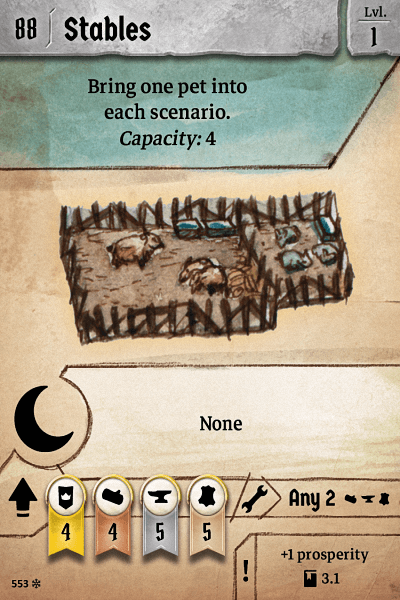 88 Stables
Lvl.
1
Bring one pet into
each scenario.
Capacity: 4
None
4 4 5 5
Any 2
+1 prosperity
! 3.1
553